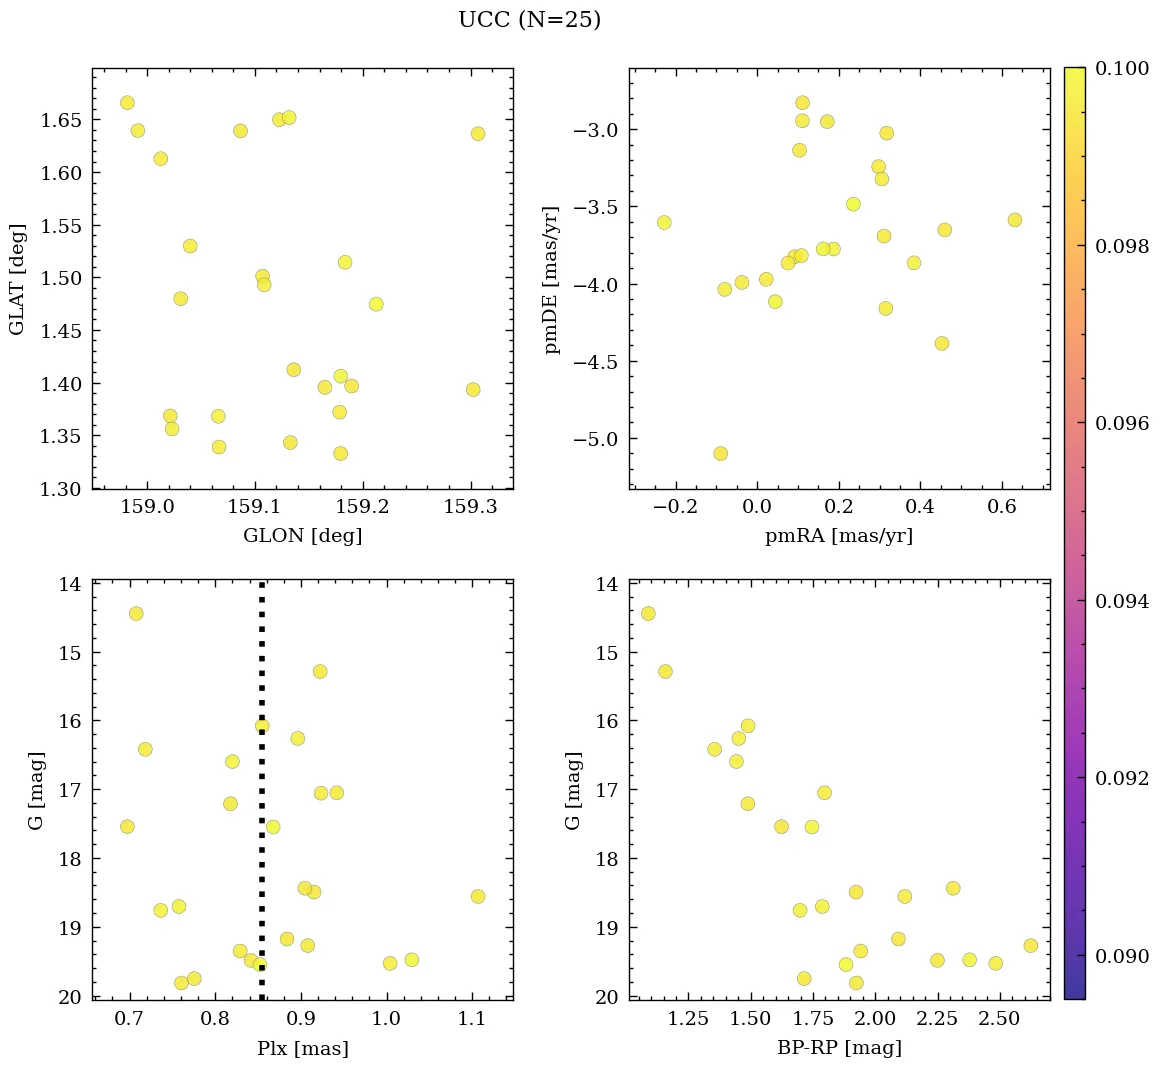 UCC (N=25)
1.65
1.60
1.55
1.50
1.45
1.40
1.35
1.30
GLAT [deg]
159.0 159.1 159.2 159.3
GLON [deg]
−3.0
−3.5
−4.0
−4.5
−5.0
pmDE [mas/yr]
−0.2 0.0 0.2 0.4 0.6
pmRA [mas/yr]
14
15
16
17
18
19
20
G [mag]
0.7 0.8 0.9 1.0 1.1
Plx [mas]
14
15
16
17
18
19
20
G [mag]
1.25 1.50 1.75 2.00 2.25 2.50
BP-RP [mag]
0.100
0.098
0.096
0.094
0.092
0.090